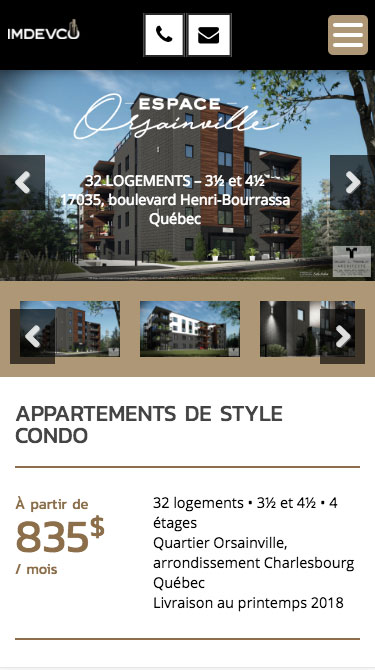 IMDEVCO
ESPACE
Orsainville
32 LOGEMENTS – 3½ et 4½
17035, boulevard Henri-Bourrassa
Québec
APPARTEMENTS DE STYLE
CONDO
À partir de
835$
/ mois
32 logements • 3½ et 4½ • 4
étages
Quartier Orsainville,
arrondissement Charlesbourg
Québec
Livraison au printemps 2018